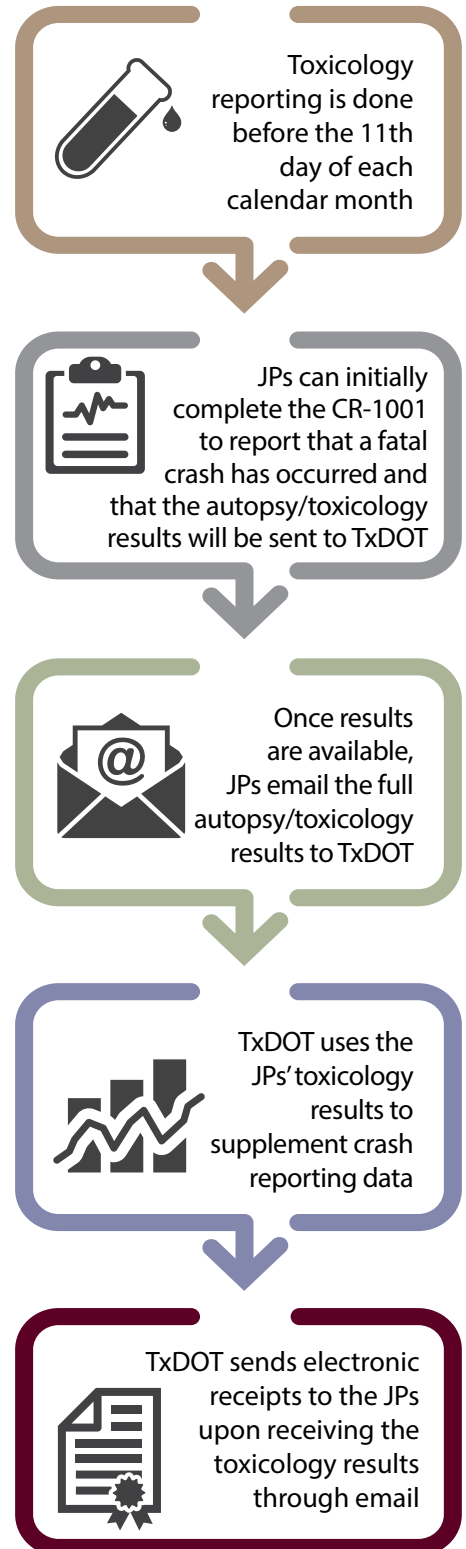 Toxicology
reporting is done
before the 11th
day of each
calendar month
JPs can initially
complete the CR-1001
to report that a fatal
crash has occurred and
that the autopsy/toxicology
results will be sent to TxDOT
@
Once results
are available,
JPs email the full
autopsy/toxicology
results to TxDOT
TxDOT uses the
JPs’ toxicology
results to
supplement crash
reporting data
TxDOT sends electronic
receipts to the JPs
upon receiving the
toxicology results
through email